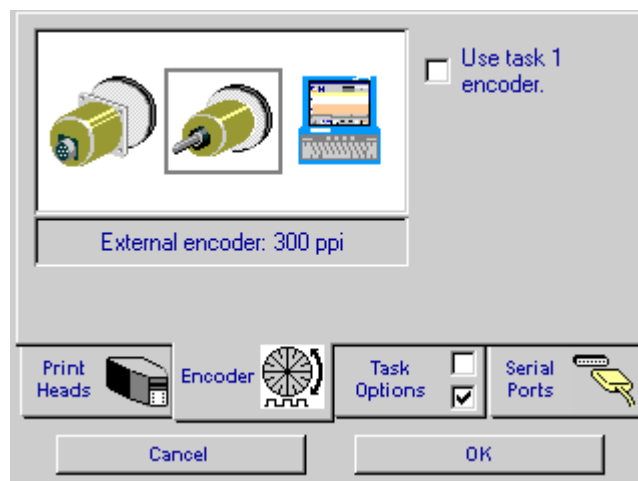 Use task 1
encoder.
External encoder: 300 ppi
Print
Heads
Encoder
Task
Options
Serial
Ports
Cancel
OK